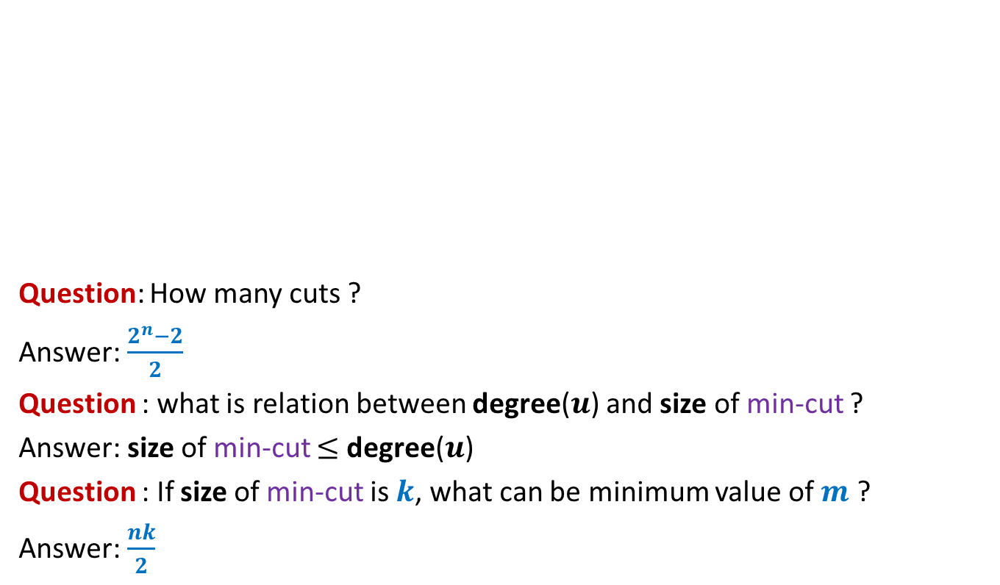 Question: How many cuts ?
Answer: \frac{2^n-2}{2}
Question : what is relation between degree(u) and size of min-cut ?
Answer: size of min-cut ≤ degree(u)
Question : If size of min-cut is k, what can be minimum value of m ?
Answer: \frac{nk}{2}